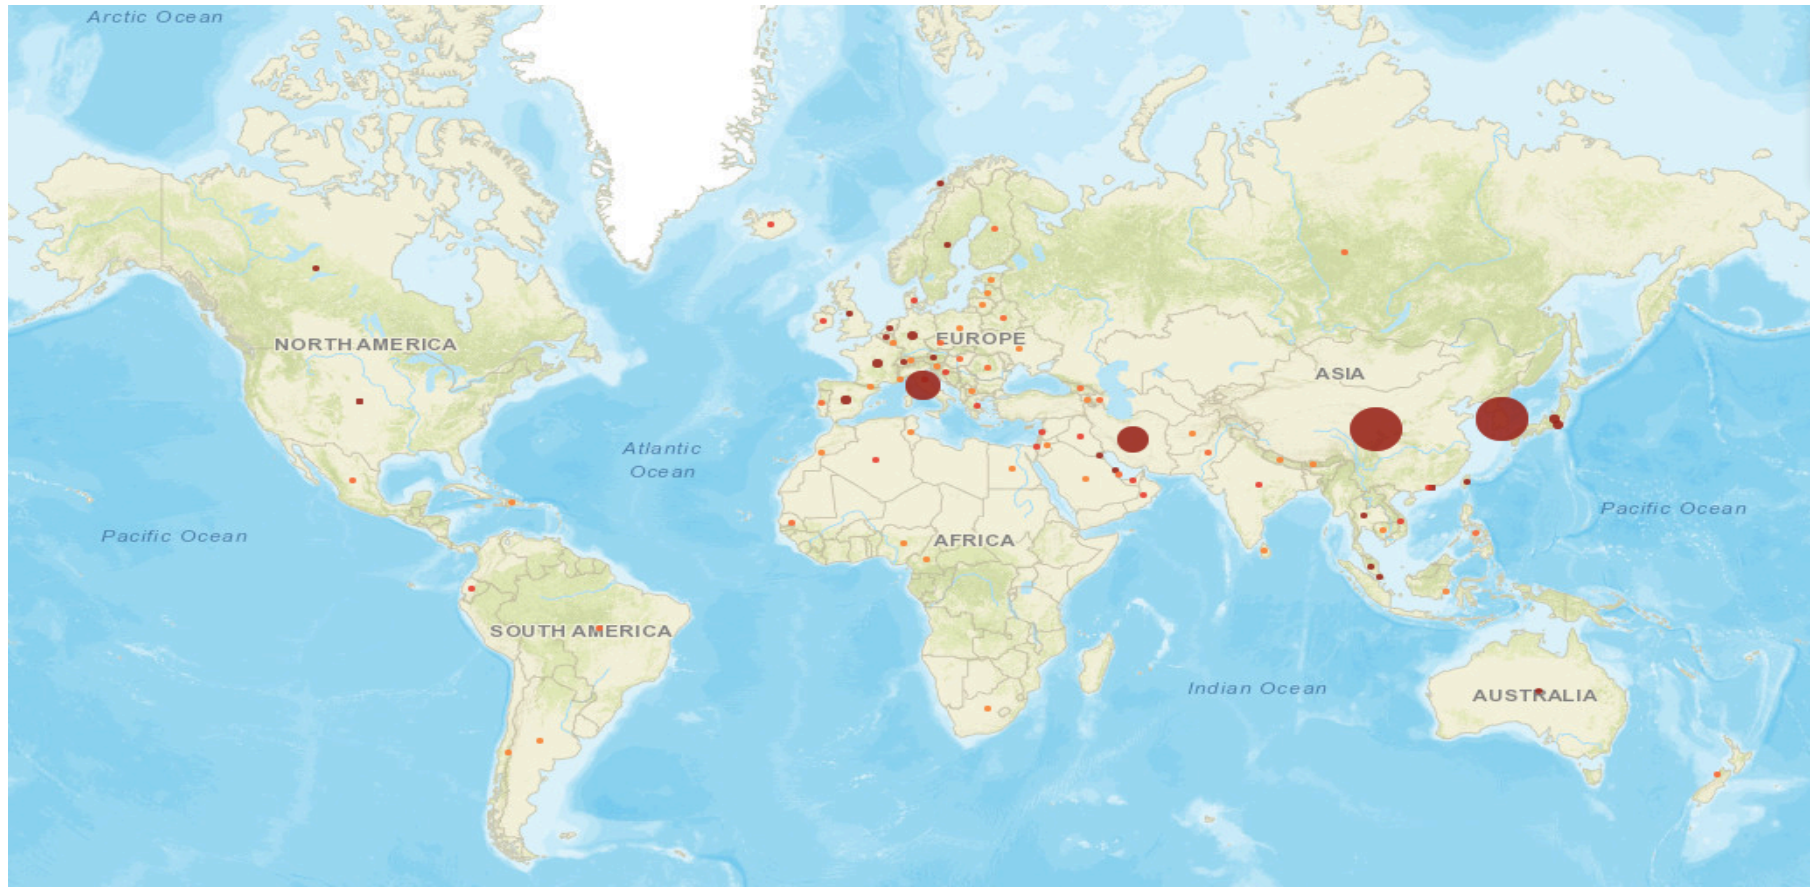 Arctic Ocean
NORTH AMERICA
EUROPE
ASIA
Atlantic
Ocean
Pacific Ocean
Pacific Ocean
AFRICA
SOUTH AMERICA
Indian Ocean
AUSTRALIA